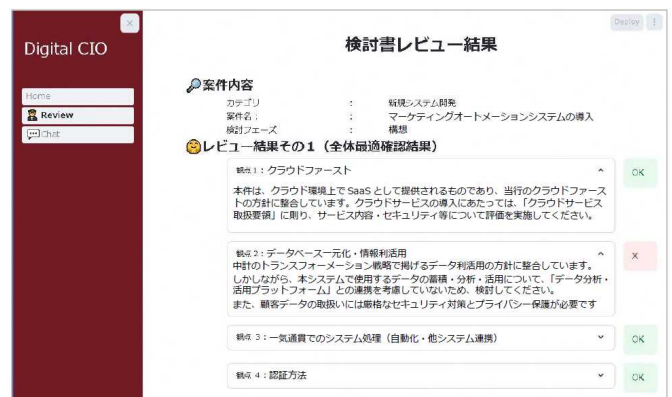 Deploy
Digital CIO
検討書レビュー結果
案件内容
Home
カテゴリ : 新規システム開発
Review
案件名: : マーケティングオートメーションシステムの導入
Chat
検討フェーズ : 構想
レビュー結果その1(全体最適確認結果)
観点1:クラウドファースト
OK
本件は、クラウド環境上で SaaS として提供されるものであり、当行のクラウドファース
トの方針に整合しています。クラウドサービスの導入にあたっては、「クラウドサービス
取扱要領」に則り、サービス内容・セキュリティ等について評価を実施してください。
観点2:データベース一元化・情報利活用
X
中計のトランスフォーメーション戦略で掲げるデータ利活用の方針に整合しています。
しかしながら、本システムで使用するデータの蓄積・分析・活用について、「データ分析・
活用プラットフォーム」との連携を考慮していないため、検討してください。
また、顧客データの取扱いには厳格なセキュリティ対策とプライバシー保護が必要です
観点 3:一気通貫でのシステム処理(自動化・他システム連携)
OK
観点 4:認証方法
OK